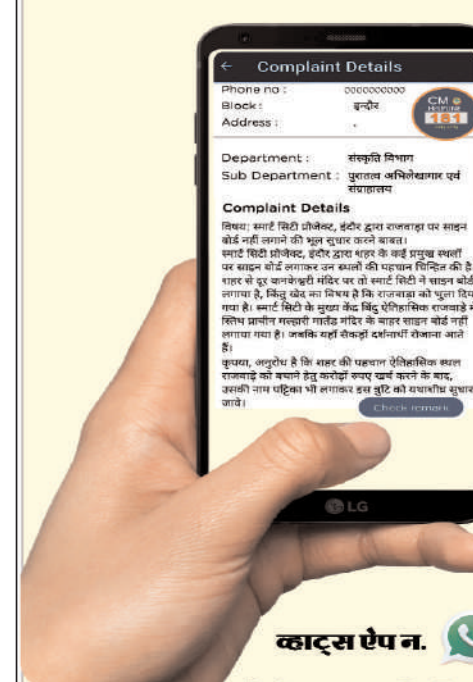 ← Complaint Details
Phone no : 0000000000
Block : इन्दौर
Address : .
CM
HELPLINE
181
Department : संस्कृति विभाग
Sub Department : पुरातत्व अभिलेखागार एवं
संग्रहालय
Complaint Details
विषय: स्मार्ट सिटी प्रोजेक्ट, इंदौर द्वारा राजवाड़ा पर साइन
बोर्ड नहीं लगाने की भूल सुधार करने बाबत।
स्मार्ट सिटी प्रोजेक्ट, इंदौर द्वारा शहर के कई प्रमुख स्थलों
पर साइन बोर्ड लगाकर उन स्थलों की पहचान चिन्हित की है
शहर से दूर कनकेश्वरी मंदिर पर तो स्मार्ट सिटी ने साइन बोर्ड
लगाया है, किंतु खेद का विषय है कि राजवाडा को भूला दिय
गया है। स्मार्ट सिटी के मुख्य केंद्र बिंदु ऐतिहासिक राजवाड़े मे
स्तिथ प्राचीन मल्हारी मार्तंड मंदिर के बाहर साइन बोर्ड नहीं
लगाया गया है। जबकि यहाँ सैकड़ों दर्शनार्थी रोजाना आते
हैं।
कृपया, अनुरोध है कि शहर की पहचान ऐतिहासिक स्थल
राजवाड़े को बचाने हेतु करोड़ों रुपए खर्च करने के बाद,
उसकी नाम पट्टिका भी लगाकर इस त्रुटि को यथाशीघ्र सुधार
जावे।
Check remark
LG
व्हाट्स ऐप न.